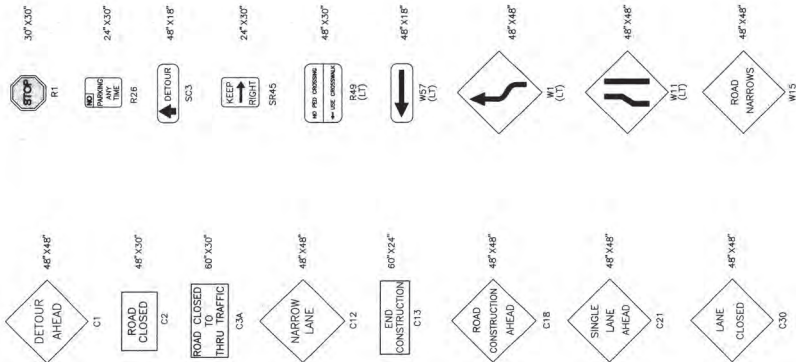 30"X30"
STOP
R1
24"X30"
NO
PARKING
ANY
TIME
R26
48"X18"
DETOUR
SC3
24"X30"
KEEP
RIGHT
SR45
48"X30"
NO PED CROSSING
← USE CROSSWALK
R49
(LT)
48"X18"
W57
(LT)
48"X48"
W1
(LT)
48"X48"
W11
(LT)
48"X48"
ROAD
NARROWS
W15
48"X48"
DETOUR
AHEAD
C1
48"X30"
ROAD
CLOSED
C2
60"X30"
ROAD CLOSED
TO
THRU TRAFFIC
C3A
48"X48"
NARROW
LANE
C12
60"X24"
END
CONSTRUCTION
C13
48"X48"
ROAD
CONSTRUCTION
AHEAD
C18
48"X48"
SINGLE
LANE
AHEAD
C21
48"X48"
LANE
CLOSED
C30